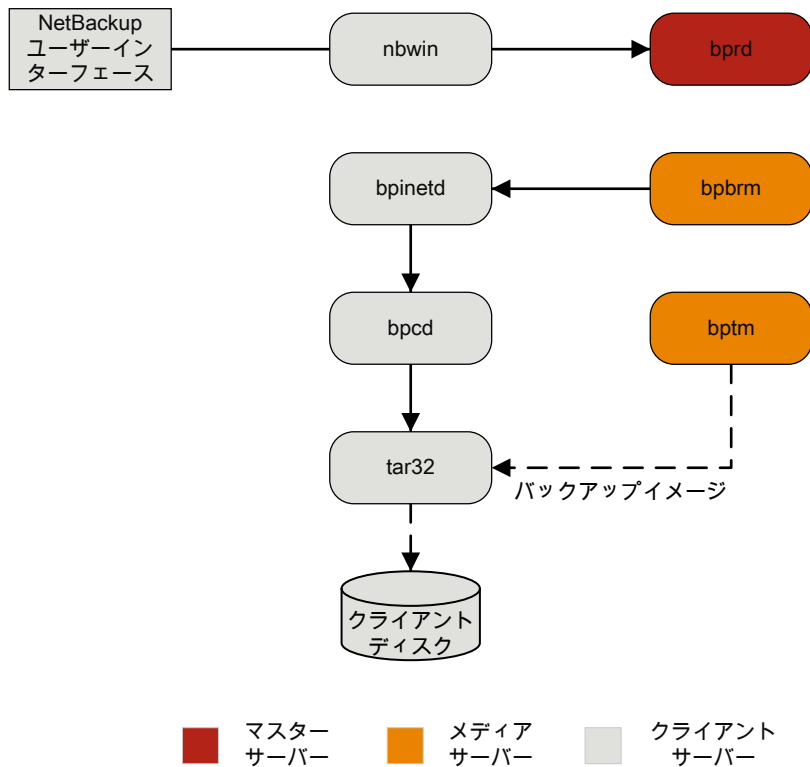 NetBackup
ユーザーイン
ターフェース
nbwin
bprd
bpinetd
bpbrm
bpcd
bptm
tar32
バックアップイメージ
クライアント
ディスク
マスター
サーバー
メディア
サーバー
クライアント
サーバー